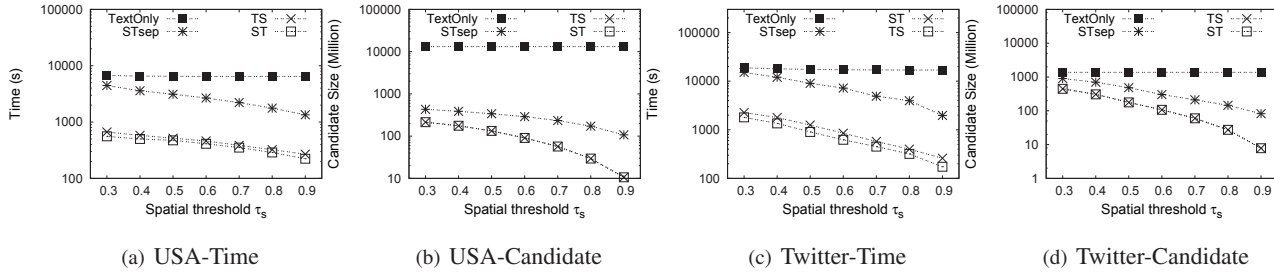 Time (s)
100000
10000
1000
100
TextOnly
STsep
TS
ST
0.3 0.4 0.5 0.6 0.7 0.8 0.9
Spatial threshold τs
(a) USA-Time
Candidate Size (Million)
100000
10000
1000
100
10
TextOnly
STsep
TS
ST
0.3 0.4 0.5 0.6 0.7 0.8 0.9
Spatial threshold τs
(b) USA-Candidate
Time (s)
100000
10000
1000
100
TextOnly
STsep
ST
TS
0.3 0.4 0.5 0.6 0.7 0.8 0.9
Spatial threshold τs
(c) Twitter-Time
Candidate Size (Million)
100000
10000
1000
100
10
1
TextOnly
STsep
TS
ST
0.3 0.4 0.5 0.6 0.7 0.8 0.9
Spatial threshold τs
(d) Twitter-Candidate